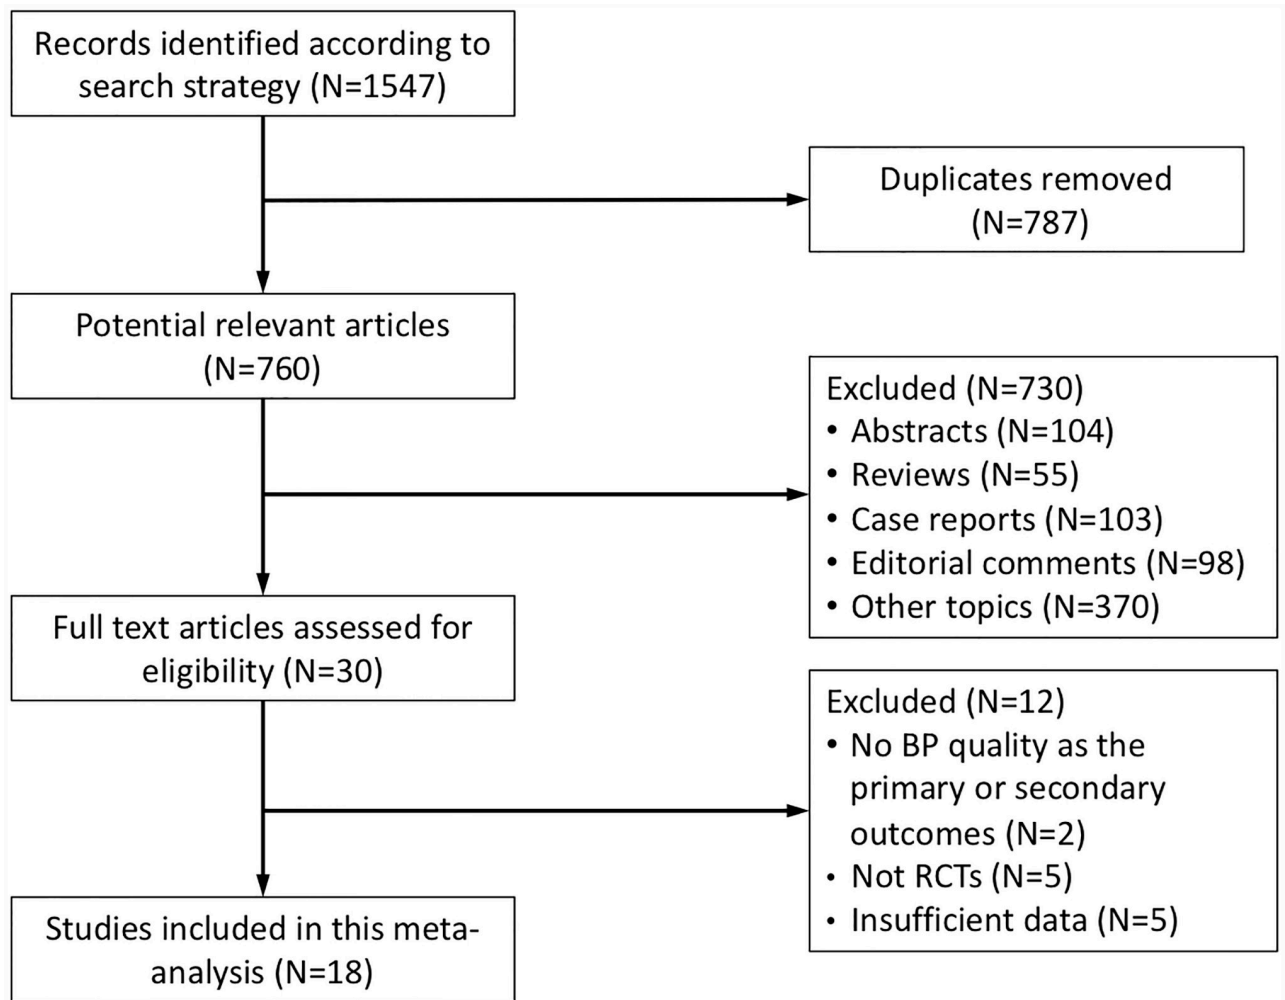 Records identified according to
search strategy (N=1547)
Duplicates removed
(N=787)
Potential relevant articles
(N=760)
Excluded (N=730)
• Abstracts (N=104)
• Reviews (N=55)
• Case reports (N=103)
• Editorial comments (N=98)
• Other topics (N=370)
Full text articles assessed for
eligibility (N=30)
Excluded (N=12)
• No BP quality as the
primary or secondary
outcomes (N=2)
• Not RCTs (N=5)
• Insufficient data (N=5)
Studies included in this meta-
analysis (N=18)